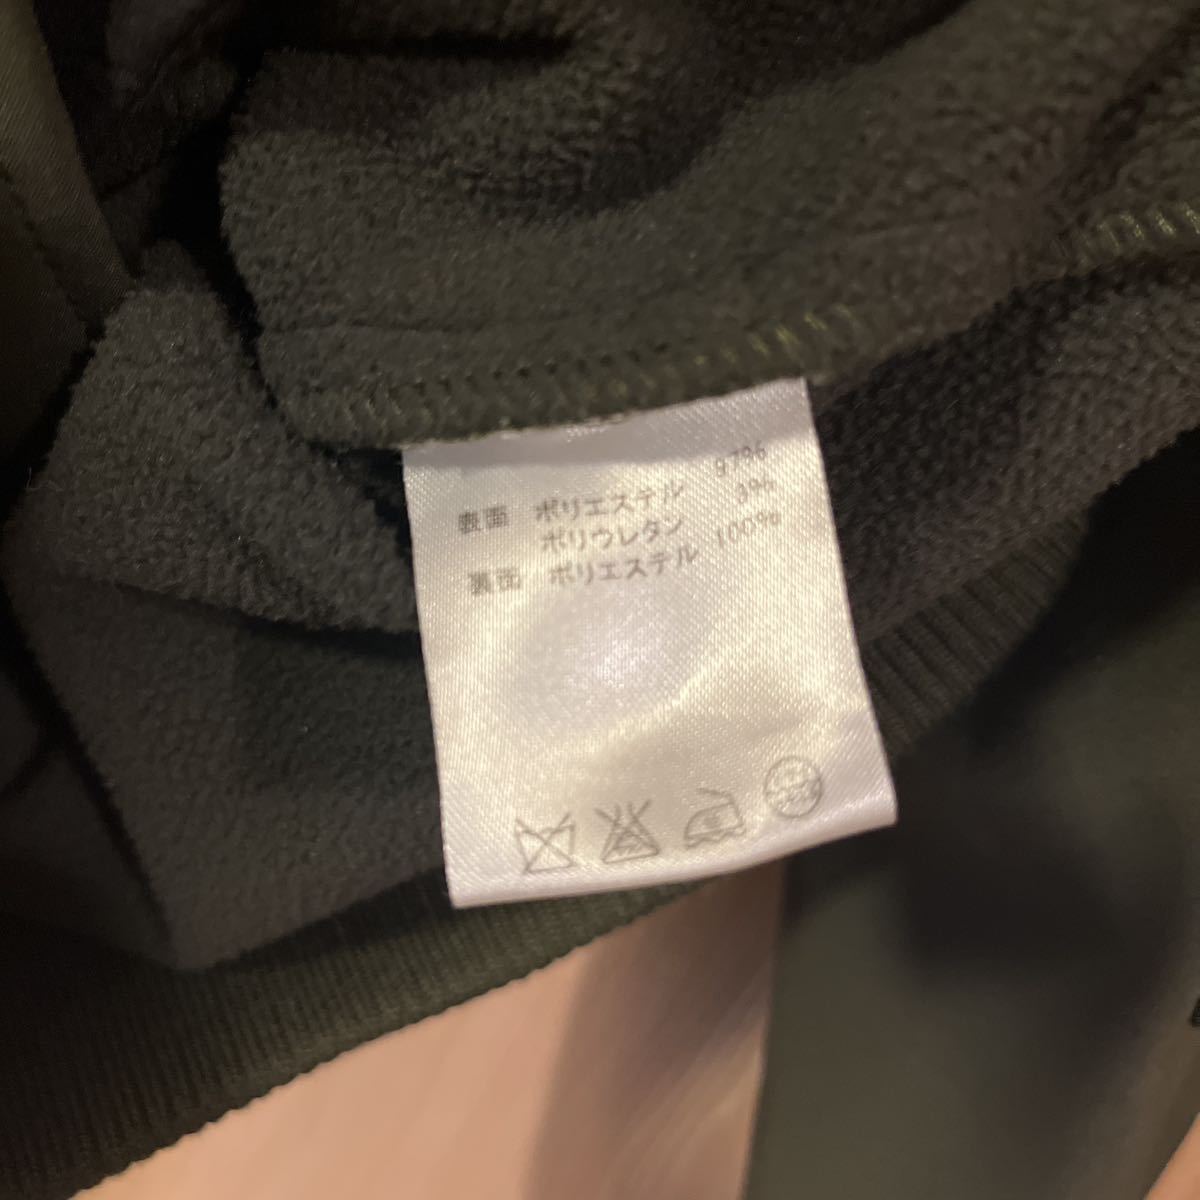 表面 ポリエステル 97%
ポリウレタン 3%
裏面 ポリエステル 100%